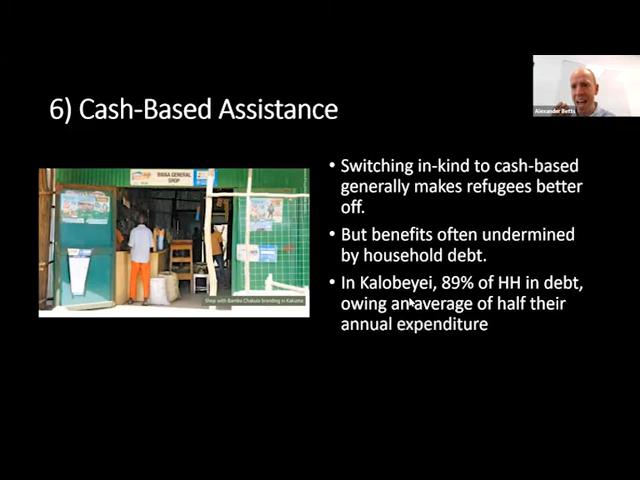 6) Cash-Based Assistance
Alexander Betts
GENERAL
SHOP
Shop with Bamba Chakula branding in Kakuma
• Switching in-kind to cash-based
generally makes refugees better
off.
• But benefits often undermined
by household debt.
• In Kalobeyei, 89% of HH in debt,
owing an average of half their
annual expenditure